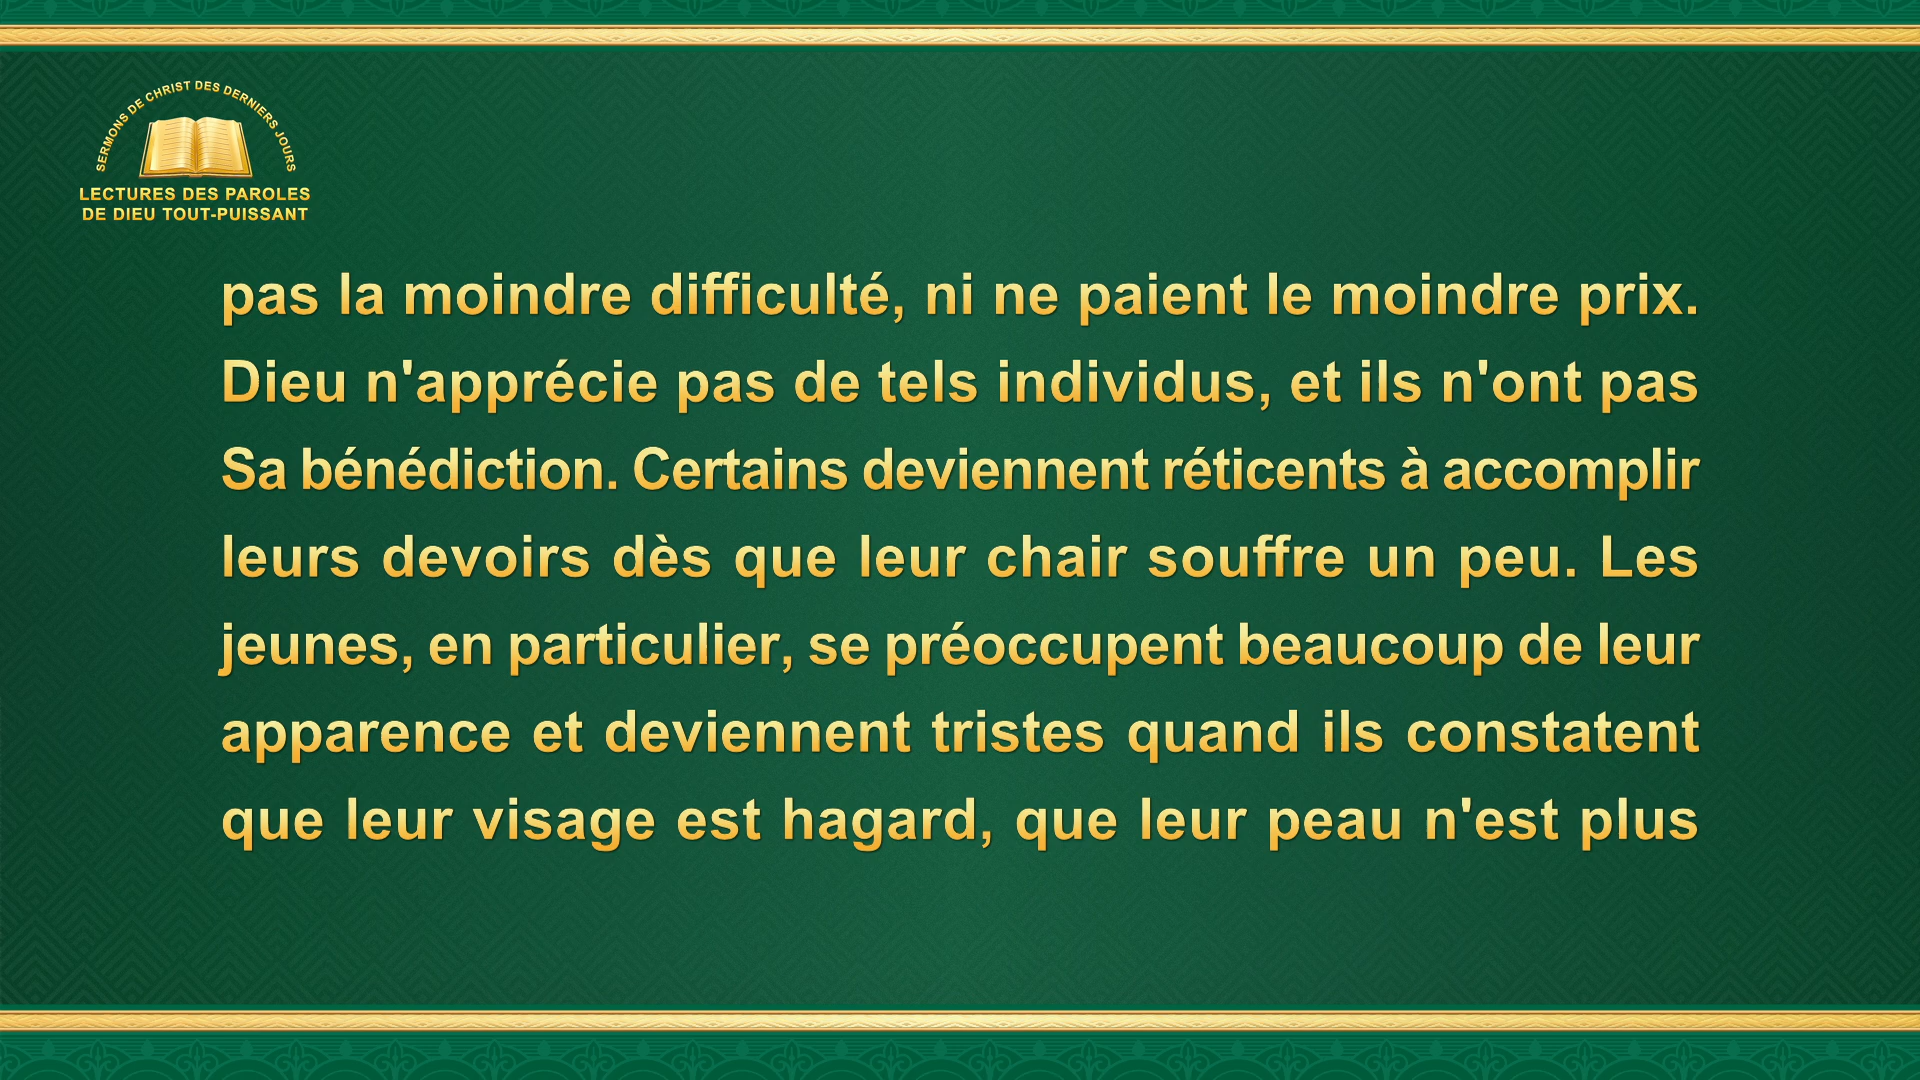 SERMONS DE CHRIST DES DERNIERS JOURS
LECTURES DES PAROLES
DE DIEU TOUT-PUISSANT
pas la moindre difficulté, ni ne paient le moindre prix.
Dieu n'apprécie pas de tels individus, et ils n'ont pas
Sa bénédiction. Certains deviennent réticents à accomplir
leurs devoirs dès que leur chair souffre un peu. Les
jeunes, en particulier, se préoccupent beaucoup de leur
apparence et deviennent tristes quand ils constatent
que leur visage est hagard, que leur peau n'est plus